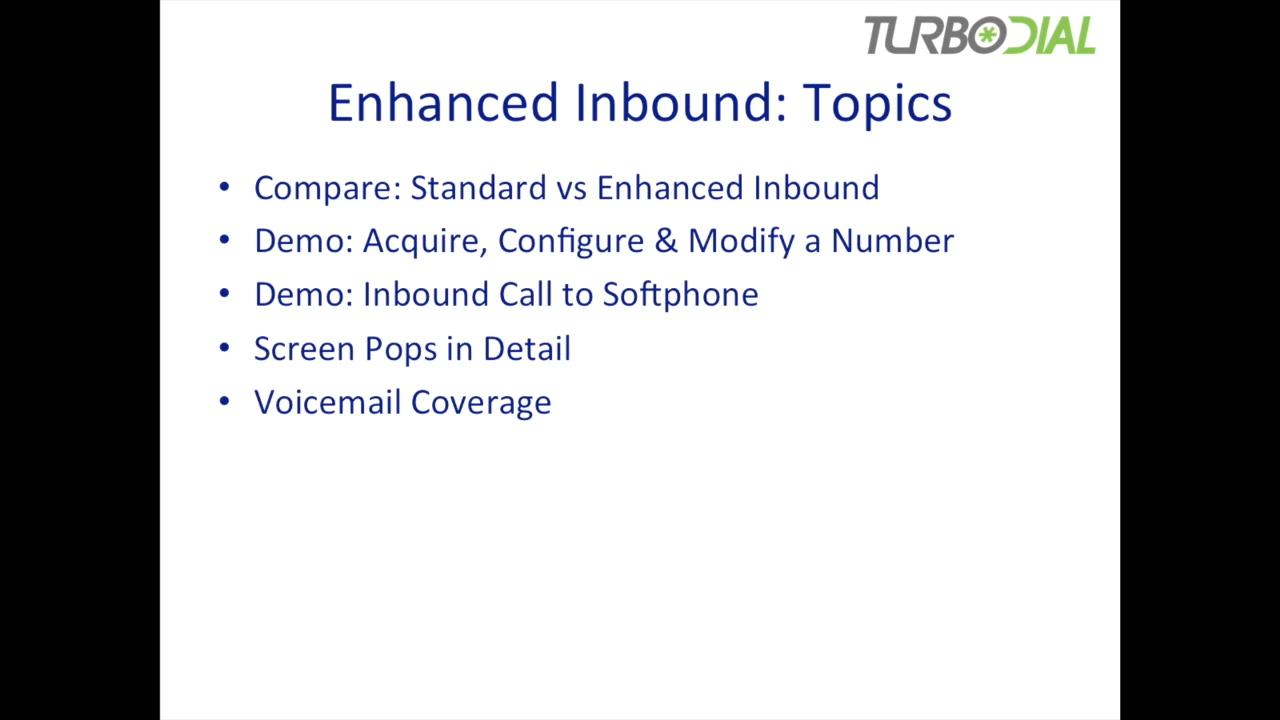 TURBODIAL
Enhanced Inbound: Topics
• Compare: Standard vs Enhanced Inbound
• Demo: Acquire, Configure & Modify a Number
• Demo: Inbound Call to Softphone
• Screen Pops in Detail
• Voicemail Coverage